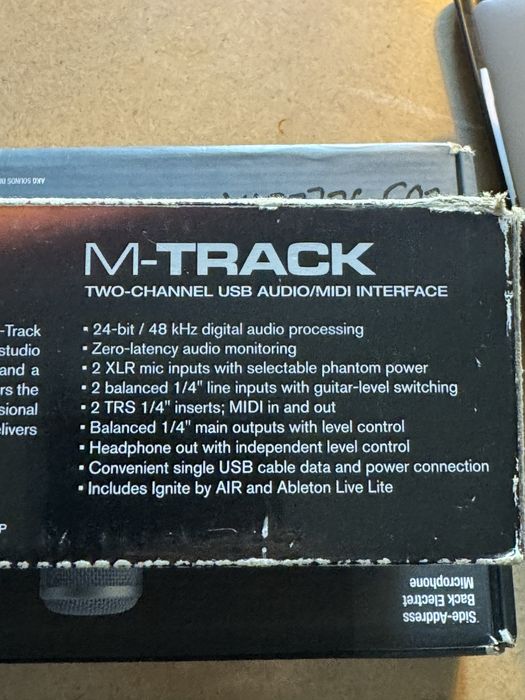 AKG SOUNDS
M-TRACK
TWO-CHANNEL USB AUDIO/MIDI INTERFACE
▪ 24-bit / 48 kHz digital audio processing
▪ Zero-latency audio monitoring
▪ 2 XLR mic inputs with selectable phantom power
▪ 2 balanced 1/4" line inputs with guitar-level switching
▪ 2 TRS 1/4" inserts; MIDI in and out
▪ Balanced 1/4" main outputs with level control
▪ Headphone out with independent level control
▪ Convenient single USB cable data and power connection
▪ Includes Ignite by AIR and Ableton Live Lite
-Track
studio
and a
rs the
sional
livers
P
Side-Address
Back Electret
Microphone